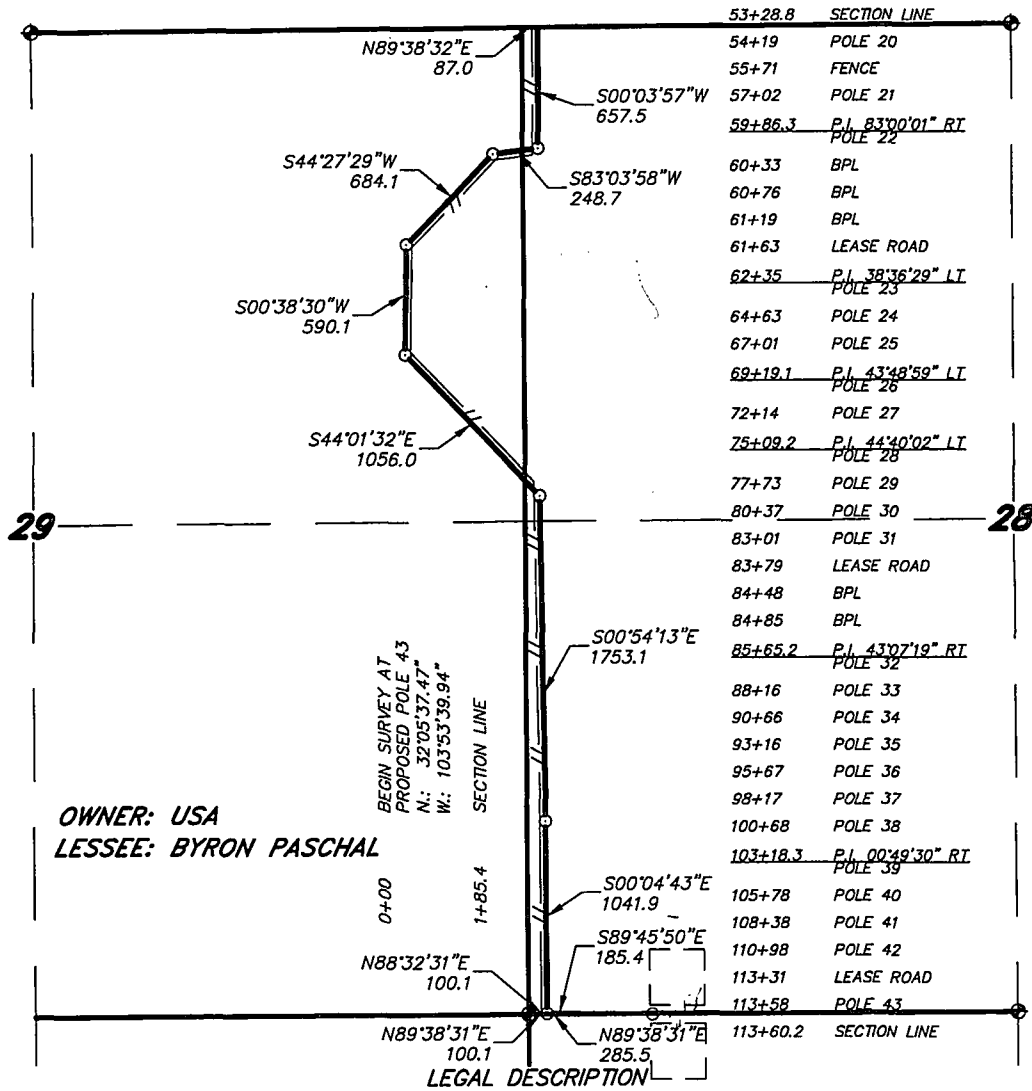 53+28.8 SECTION LINE
54+19 POLE 20
55+71 FENCE
57+02 POLE 21
59+86.3 P.I. 83°00'01" RT
POLE 22
60+33 BPL
60+76 BPL
61+19 BPL
61+63 LEASE ROAD
62+35 P.I. 38°36'29" LT
POLE 23
64+63 POLE 24
67+01 POLE 25
69+19.1 P.I. 43°48'59" LT
POLE 26
72+14 POLE 27
75+09.2 P.I. 44°40'02" LT
POLE 28
77+73 POLE 29
80+37 POLE 30
83+01 POLE 31
83+79 LEASE ROAD
84+48 BPL
84+85 BPL
85+65.2 P.I. 43°07'19" RT
POLE 32
88+16 POLE 33
90+66 POLE 34
93+16 POLE 35
95+67 POLE 36
98+17 POLE 37
100+68 POLE 38
103+18.3 P.I. 00°49'30" RT
POLE 39
105+78 POLE 40
108+38 POLE 41
110+98 POLE 42
113+31 LEASE ROAD
113+58 POLE 43
113+60.2 SECTION LINE
N89°38'32"E
87.0
S00°03'57"W
657.5
S44°27'29"W
684.1
S83°03'58"W
248.7
S00°38'30"W
590.1
S44°01'32"E
1056.0
29
28
S00°54'13"E
1753.1
0+00 BEGIN SURVEY AT
PROPOSED POLE 43
N.: 32°05'37.47"
W.: 103°53'39.94"
1+85.4 SECTION LINE
OWNER: USA
LESSEE: BYRON PASCHAL
S00°04'43"E
1041.9
S89°45'50"E
185.4
N88°32'31"E
100.1
N89°38'31"E
100.1
N89°38'31"E
285.5
LEGAL DESCRIPTION